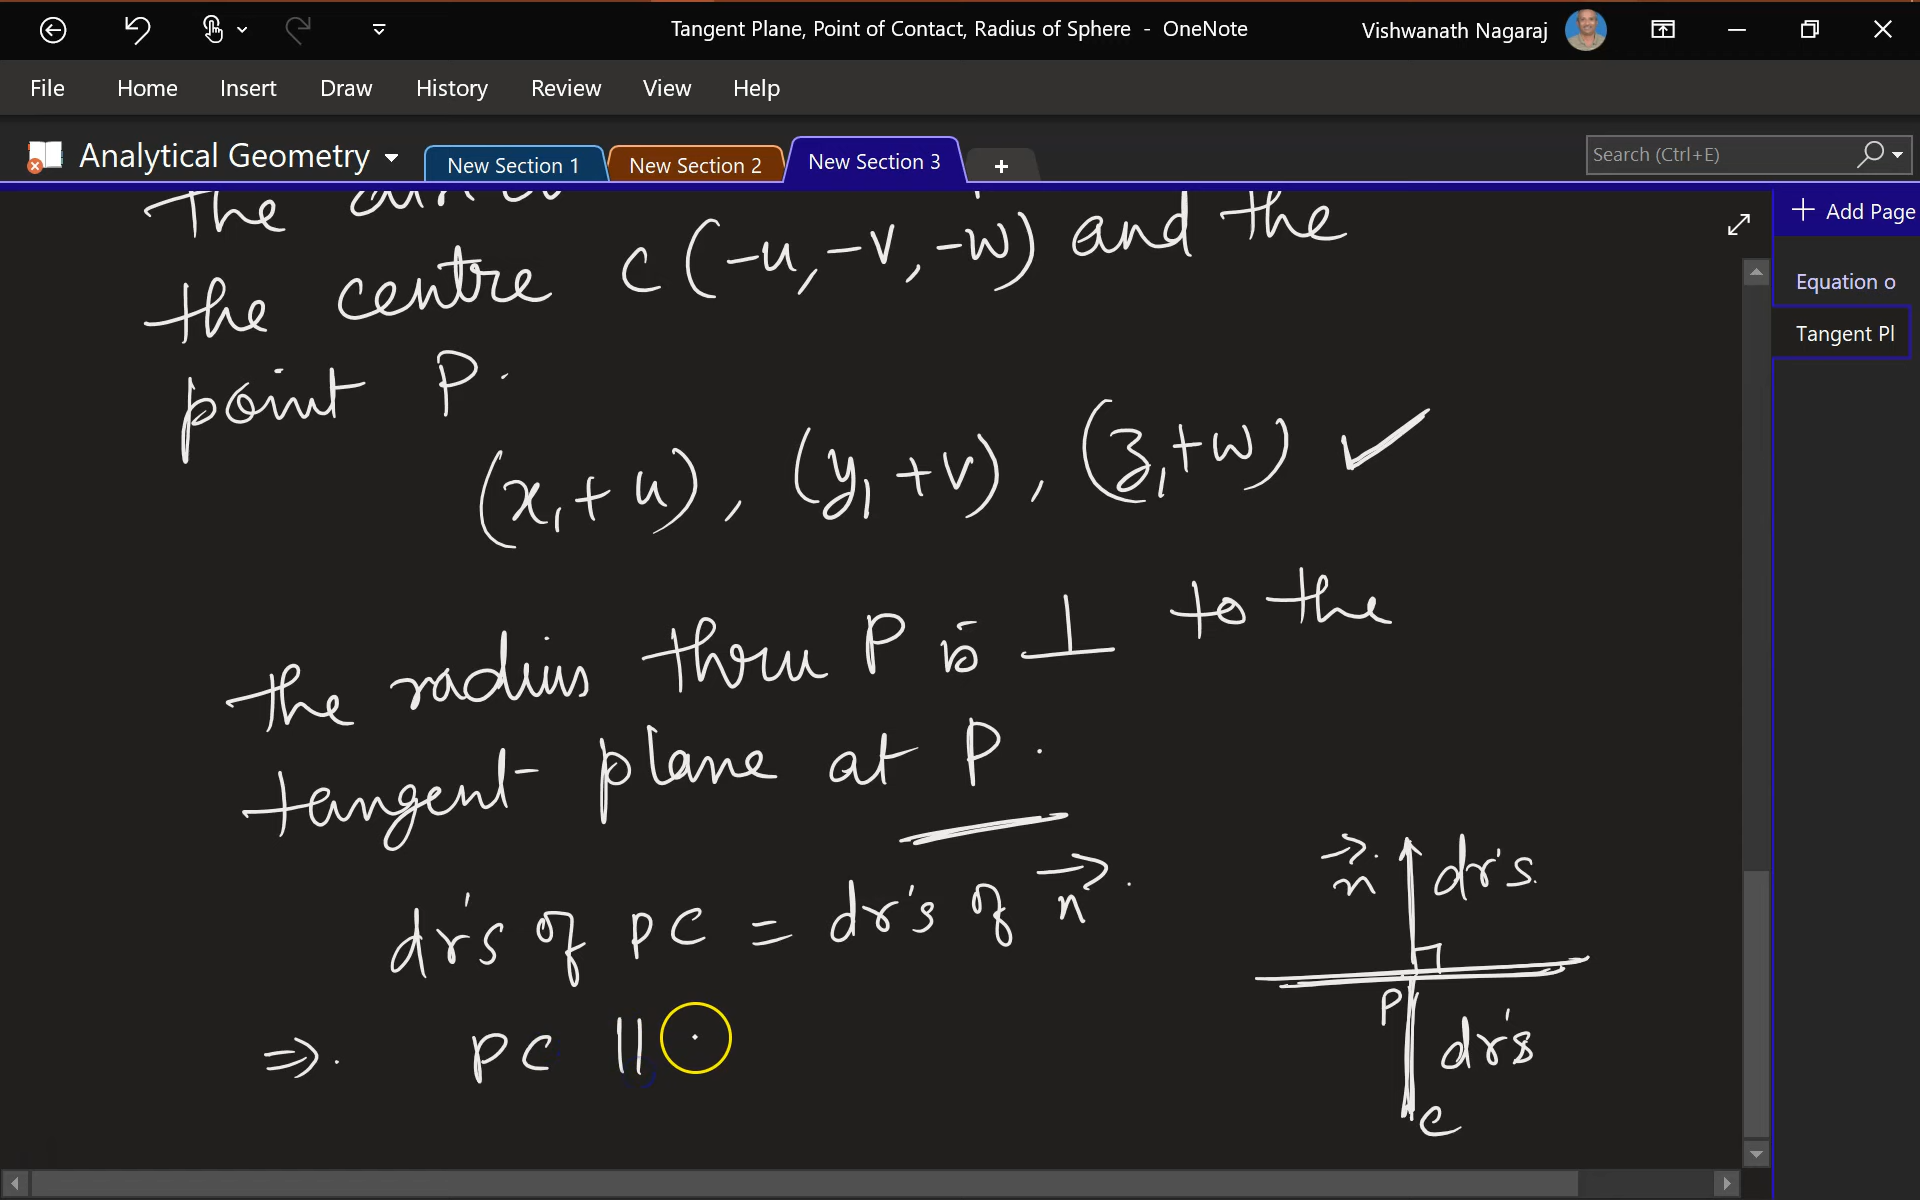 Tangent Plane, Point of Contact, Radius of Sphere - OneNote
Vishwanath Nagaraj
File Home Insert Draw History Review View Help
Analytical Geometry New Section 1 New Section 2 New Section 3 +
Search (Ctrl+E)
+ Add Page
Equation o
Tangent Pl
The
the centre C (-u, -v, -w) and the
point P.
(x₁ + u), (y₁ + v), (z₁ + w) ✓
the radius thru P is ⊥ to the
tangent plane at P.
dr's of PC = dr's of n→.
⇒. PC ||
n→. dr's.
P
dr's
C